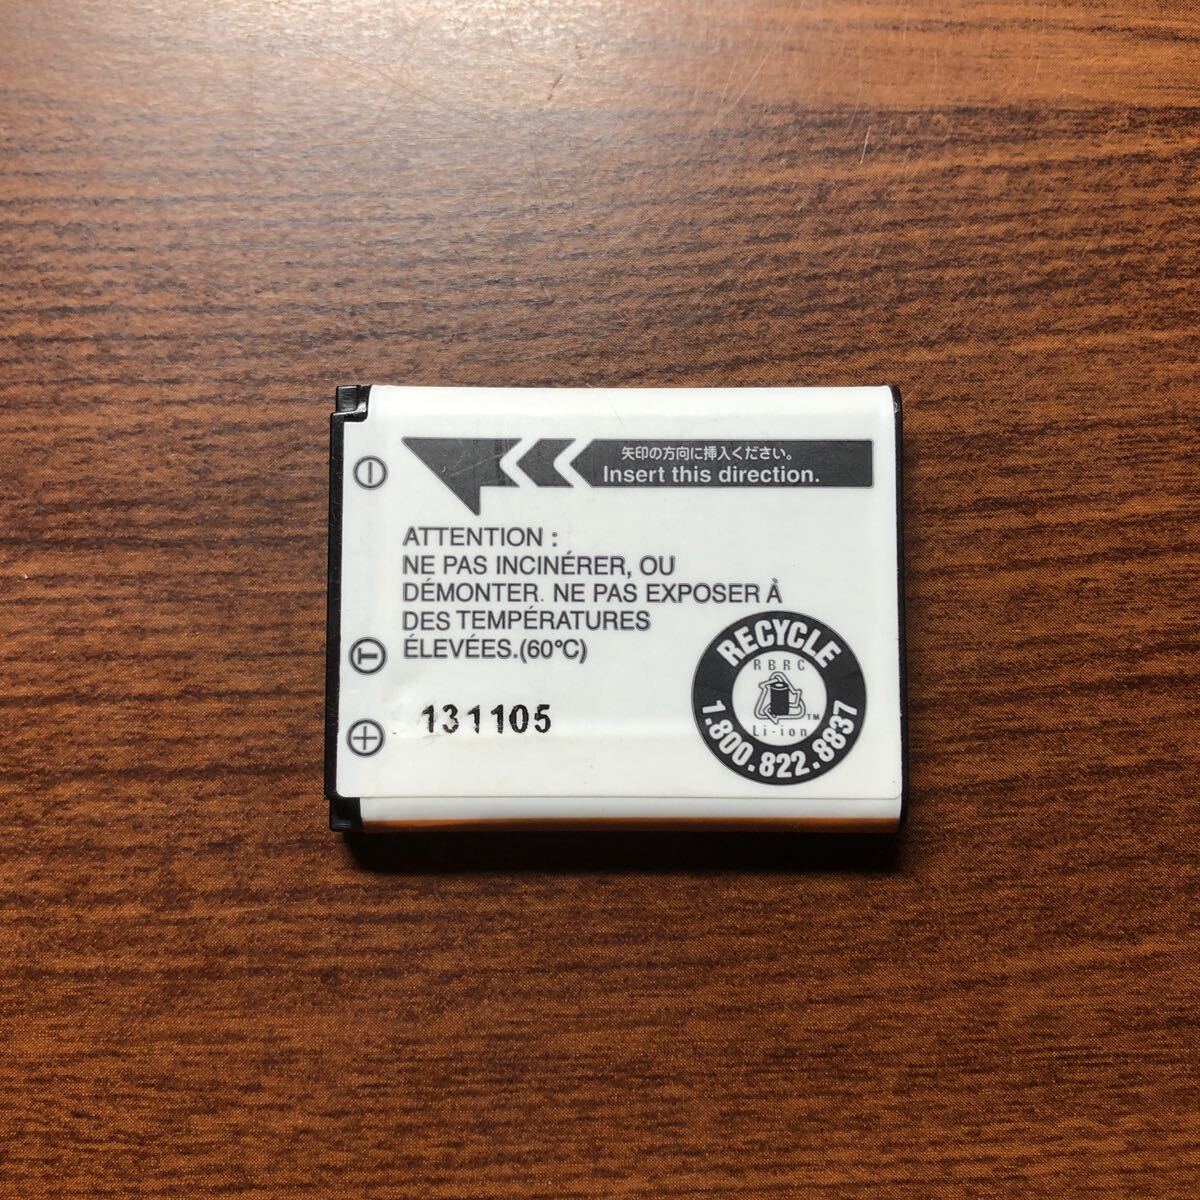 矢印の方向に挿入ください。
Insert this direction.
ATTENTION :
NE PAS INCINÉRER, OU
DÉMONTER. NE PAS EXPOSER À
DES TEMPÉRATURES
ÉLEVÉES.(60°C)
− 
T
+
131105
RECYCLE
RBRC
TM
Li-ion
1.800.822.8837